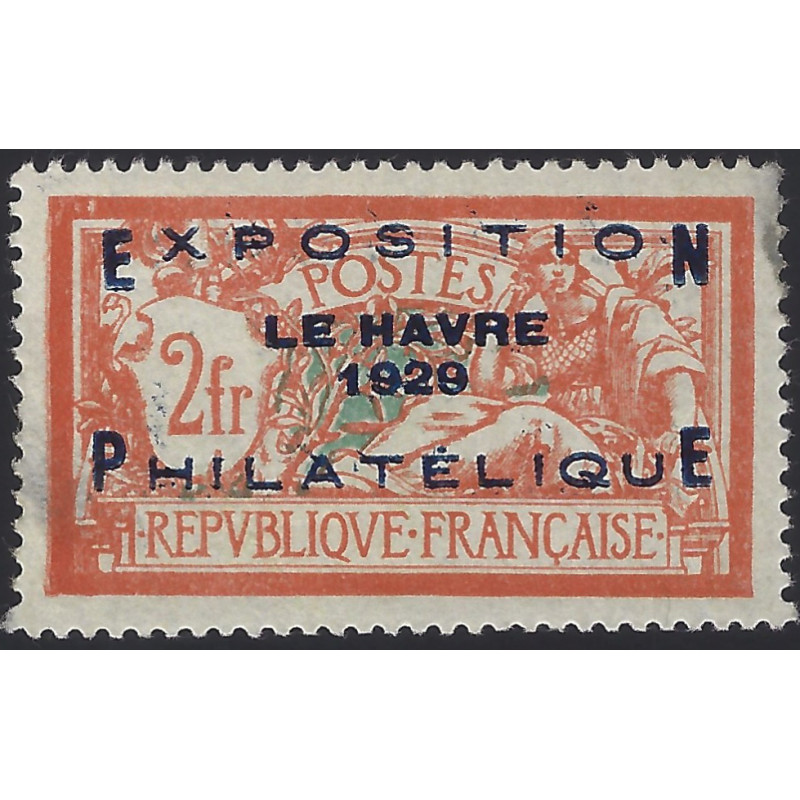 EXPOSITION
POSTES
LE HAVRE
1929
2fr
PHILATÉLIQUE
·REPVBLIQVE·FRANÇAISE·